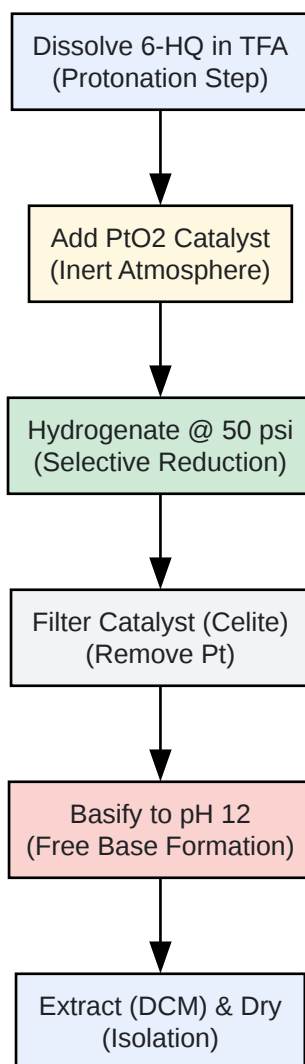 Dissolve 6-HQ in TFA
(Protonation Step)
Add PtO2 Catalyst
(Inert Atmosphere)
Hydrogenate @ 50 psi
(Selective Reduction)
Filter Catalyst (Celite)
(Remove Pt)
Basify to pH 12
(Free Base Formation)
Extract (DCM) & Dry
(Isolation)